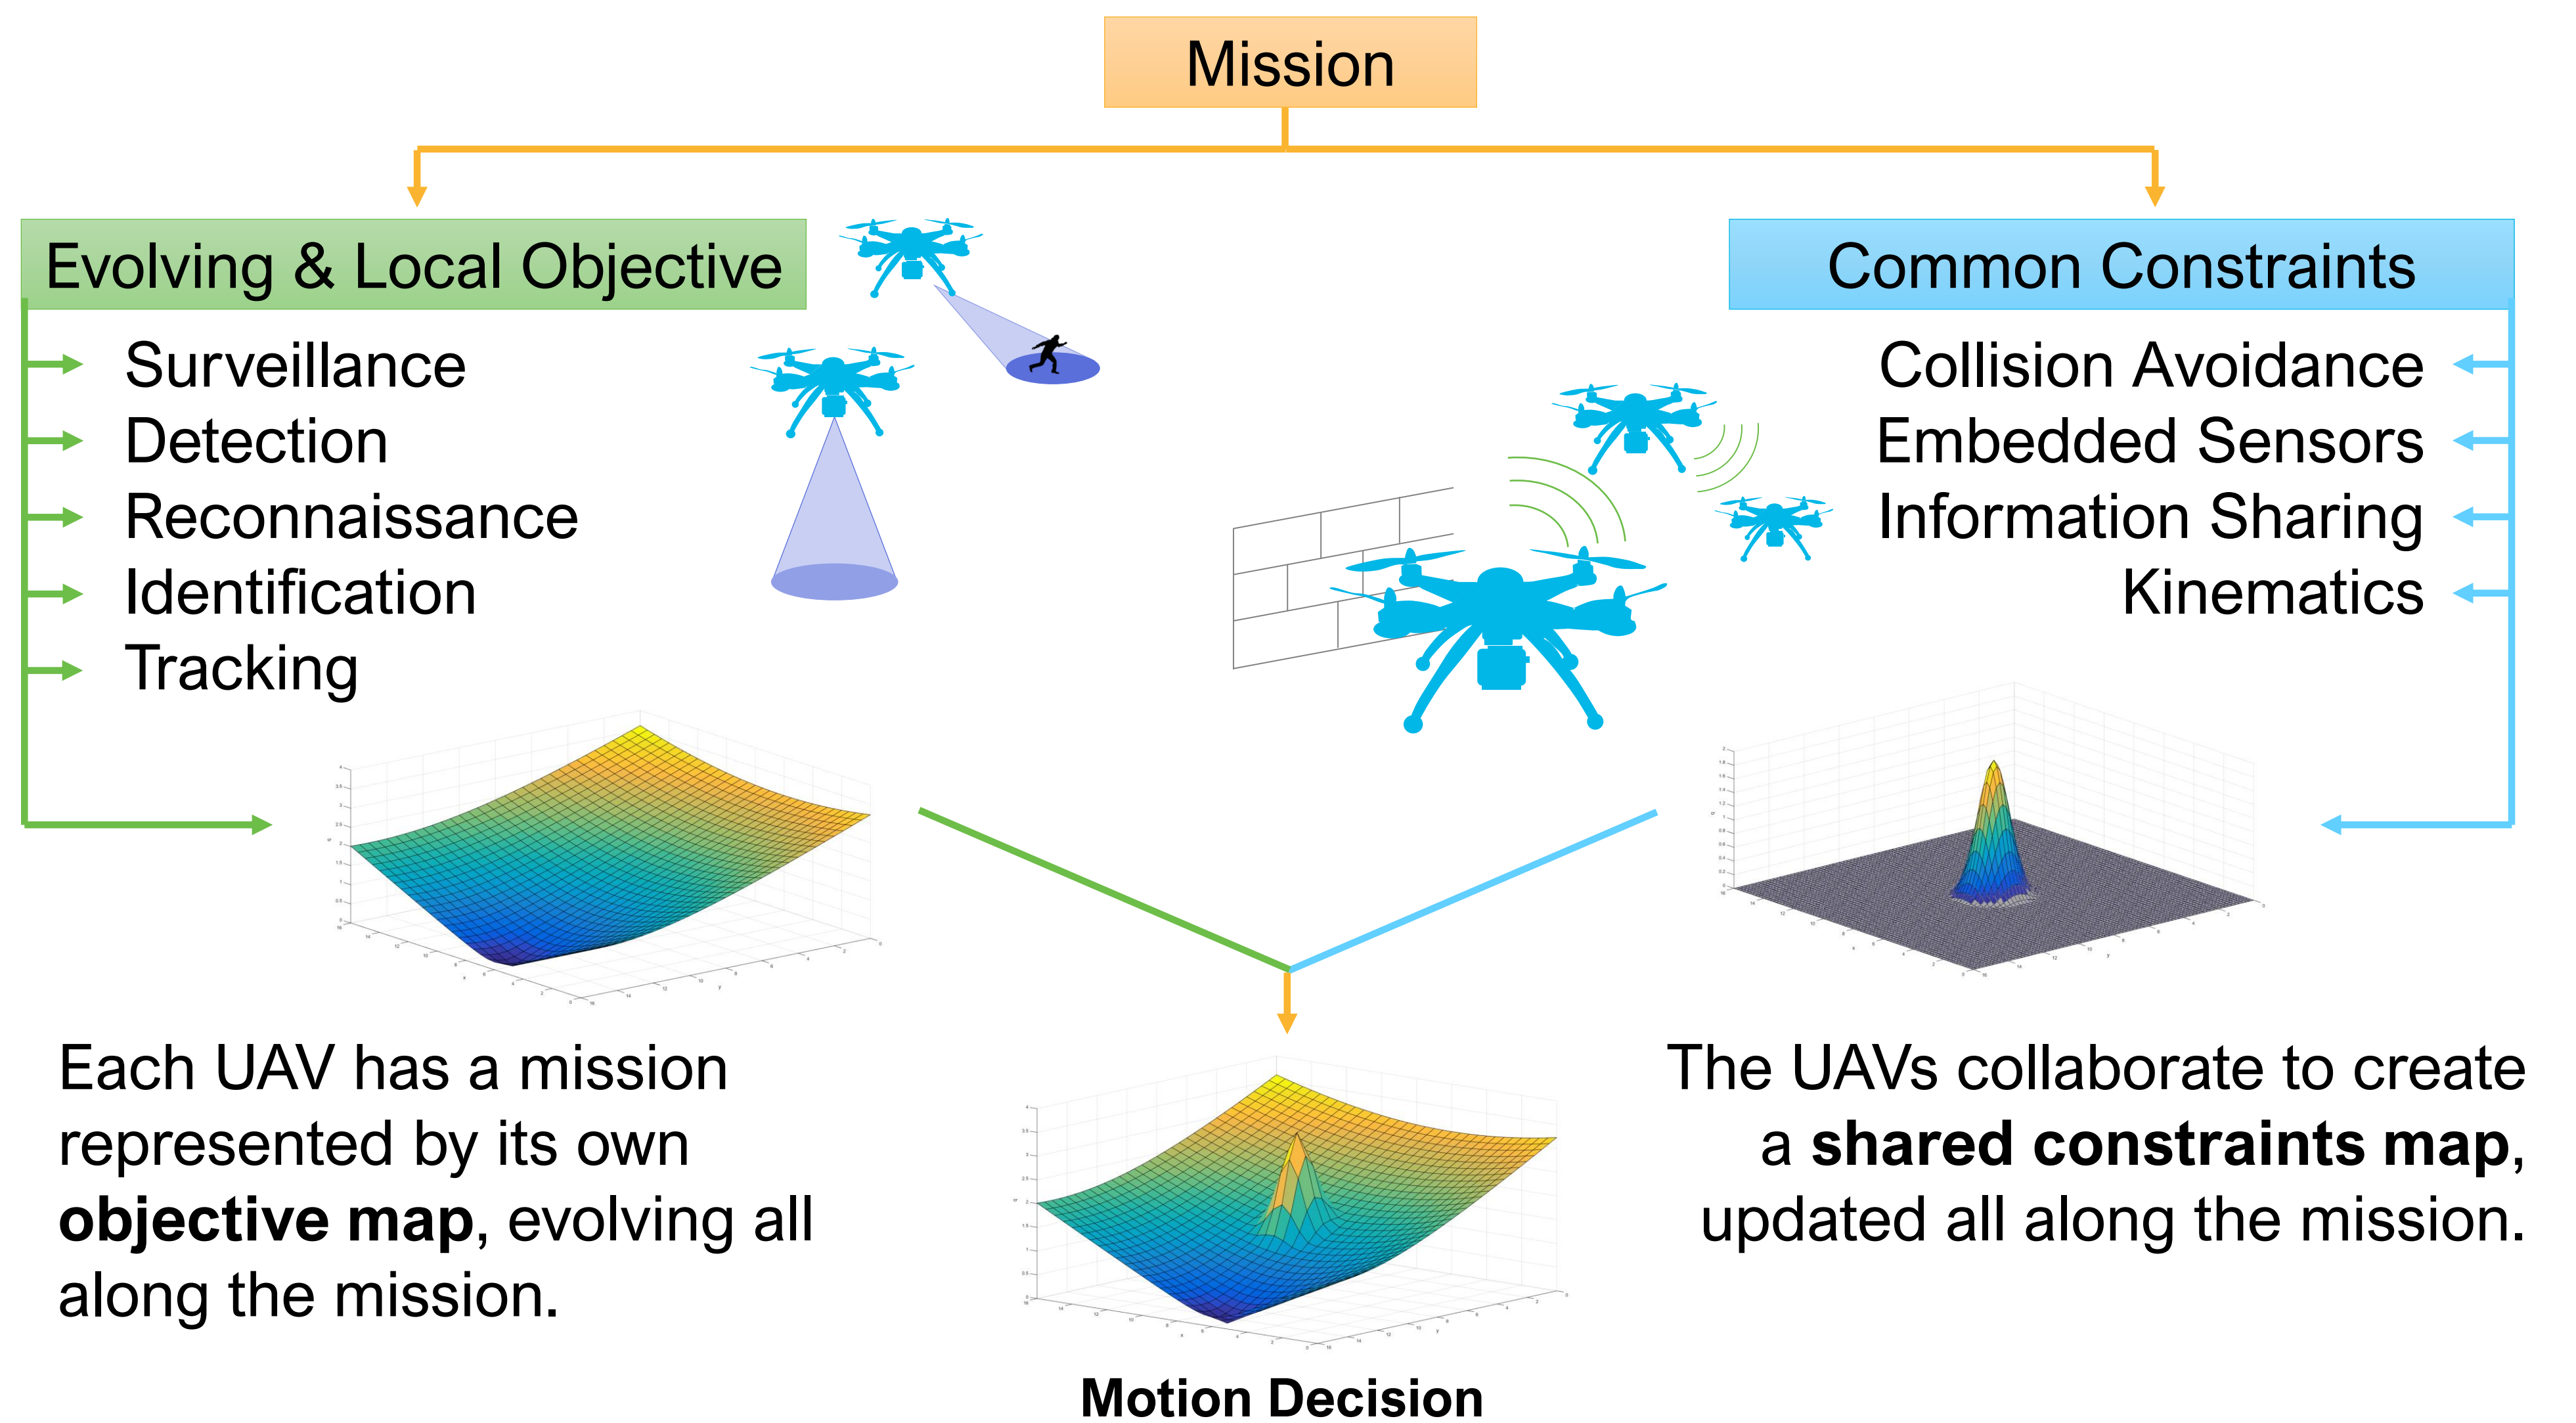 Mission
Evolving & Local Objective
Surveillance
Detection
Reconnaissance
Identification
Tracking
Common Constraints
Collision Avoidance
Embedded Sensors
Information Sharing
Kinematics
Each UAV has a mission
represented by its own
objective map, evolving all
along the mission.
The UAVs collaborate to create
a shared constraints map,
updated all along the mission.
Motion Decision